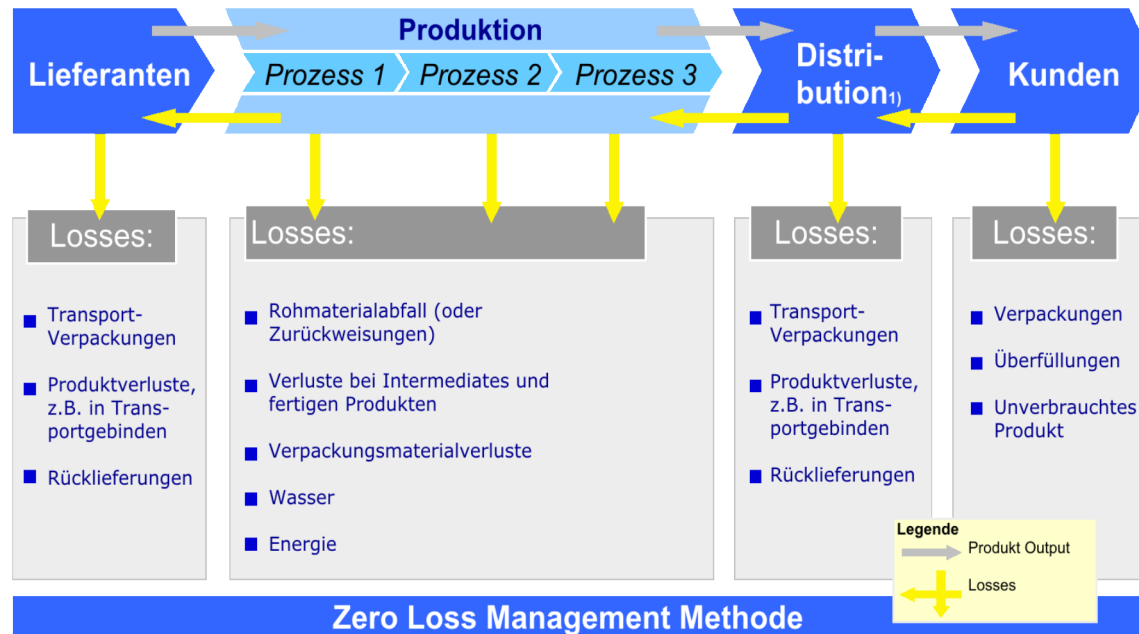 Lieferanten
Produktion
Prozess 1
Prozess 2
Prozess 3
Distri-
bution1)
Kunden
Losses:
Transport-
Verpackungen
Produktverluste,
z.B. in Trans-
portgebinden
Rücklieferungen
Losses:
Rohmaterialabfall (oder
Zurückweisungen)
Verluste bei Intermediates und
fertigen Produkten
Verpackungsmaterialverluste
Wasser
Energie
Losses:
Transport-
Verpackungen
Produktverluste,
z.B. in Trans-
portgebinden
Rücklieferungen
Losses:
Verpackungen
Überfüllungen
Unverbrauchtes
Produkt
Legende
Produkt Output
Losses
Zero Loss Management Methode